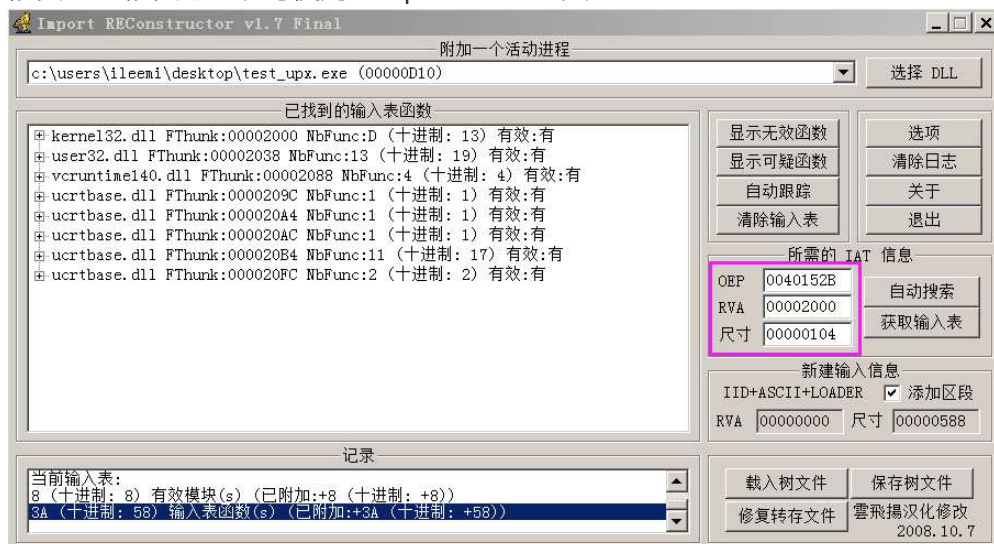 Import REConstructor v1.7 Final
附加一个活动进程
c:\users\ileemi\desktop\test_upx.exe (00000D10)
选择 DLL
已找到的输入表函数
kernel32.dll FThunk:00002000 NbFunc:D (十进制: 13) 有效:有
user32.dll FThunk:00002038 NbFunc:13 (十进制: 19) 有效:有
vcruntime140.dll FThunk:00002088 NbFunc:4 (十进制: 4) 有效:有
ucrtbase.dll FThunk:0000209C NbFunc:1 (十进制: 1) 有效:有
ucrtbase.dll FThunk:000020A4 NbFunc:1 (十进制: 1) 有效:有
ucrtbase.dll FThunk:000020AC NbFunc:1 (十进制: 1) 有效:有
ucrtbase.dll FThunk:000020B4 NbFunc:11 (十进制: 17) 有效:有
ucrtbase.dll FThunk:000020FC NbFunc:2 (十进制: 2) 有效:有
显示无效函数
选项
显示可疑函数
清除日志
自动跟踪
关于
清除输入表
退出
所需的 IAT 信息
OEP 0040152B
自动搜索
RVA 00002000
获取输入表
尺寸 00000104
新建输入信息
IID+ASCII+LOADER
添加区段
RVA 00000000 尺寸 00000588
记录
当前输入表:
8 (十进制: 8) 有效模块(s) (已附加:+8 (十进制: +8))
3A (十进制: 58) 输入表函数(s) (已附加:+3A (十进制: +58))
载入树文件
保存树文件
修复转存文件
雲飛揚汉化修改
2008.10.7